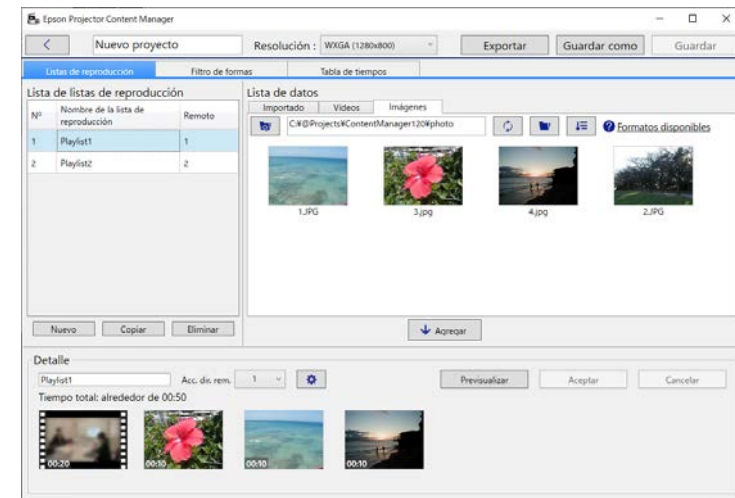 Epson Projector Content Manager
Nuevo proyecto
Resolución : WXGA (1280x800)
Exportar
Guardar como
Guardar
Listas de reproducción
Filtro de formas
Tabla de tiempos
Lista de listas de reproducción
Nº
Nombre de la lista de
reproducción
Remoto
1 Playlist1 1
2 Playlist2 2
Nuevo
Copiar
Eliminar
Lista de datos
Importado
Videos
Imágenes
C:¥@Projects¥ContentManager120¥photo
Formatos disponibles
1.JPG
3.jpg
4.jpg
2.JPG
Agregar
Detalle
Playlist1
Acc. dir. rem.
1
Previsualizar
Aceptar
Cancelar
Tiempo total: alrededor de 00:50
00:20
00:10
00:10
00:10